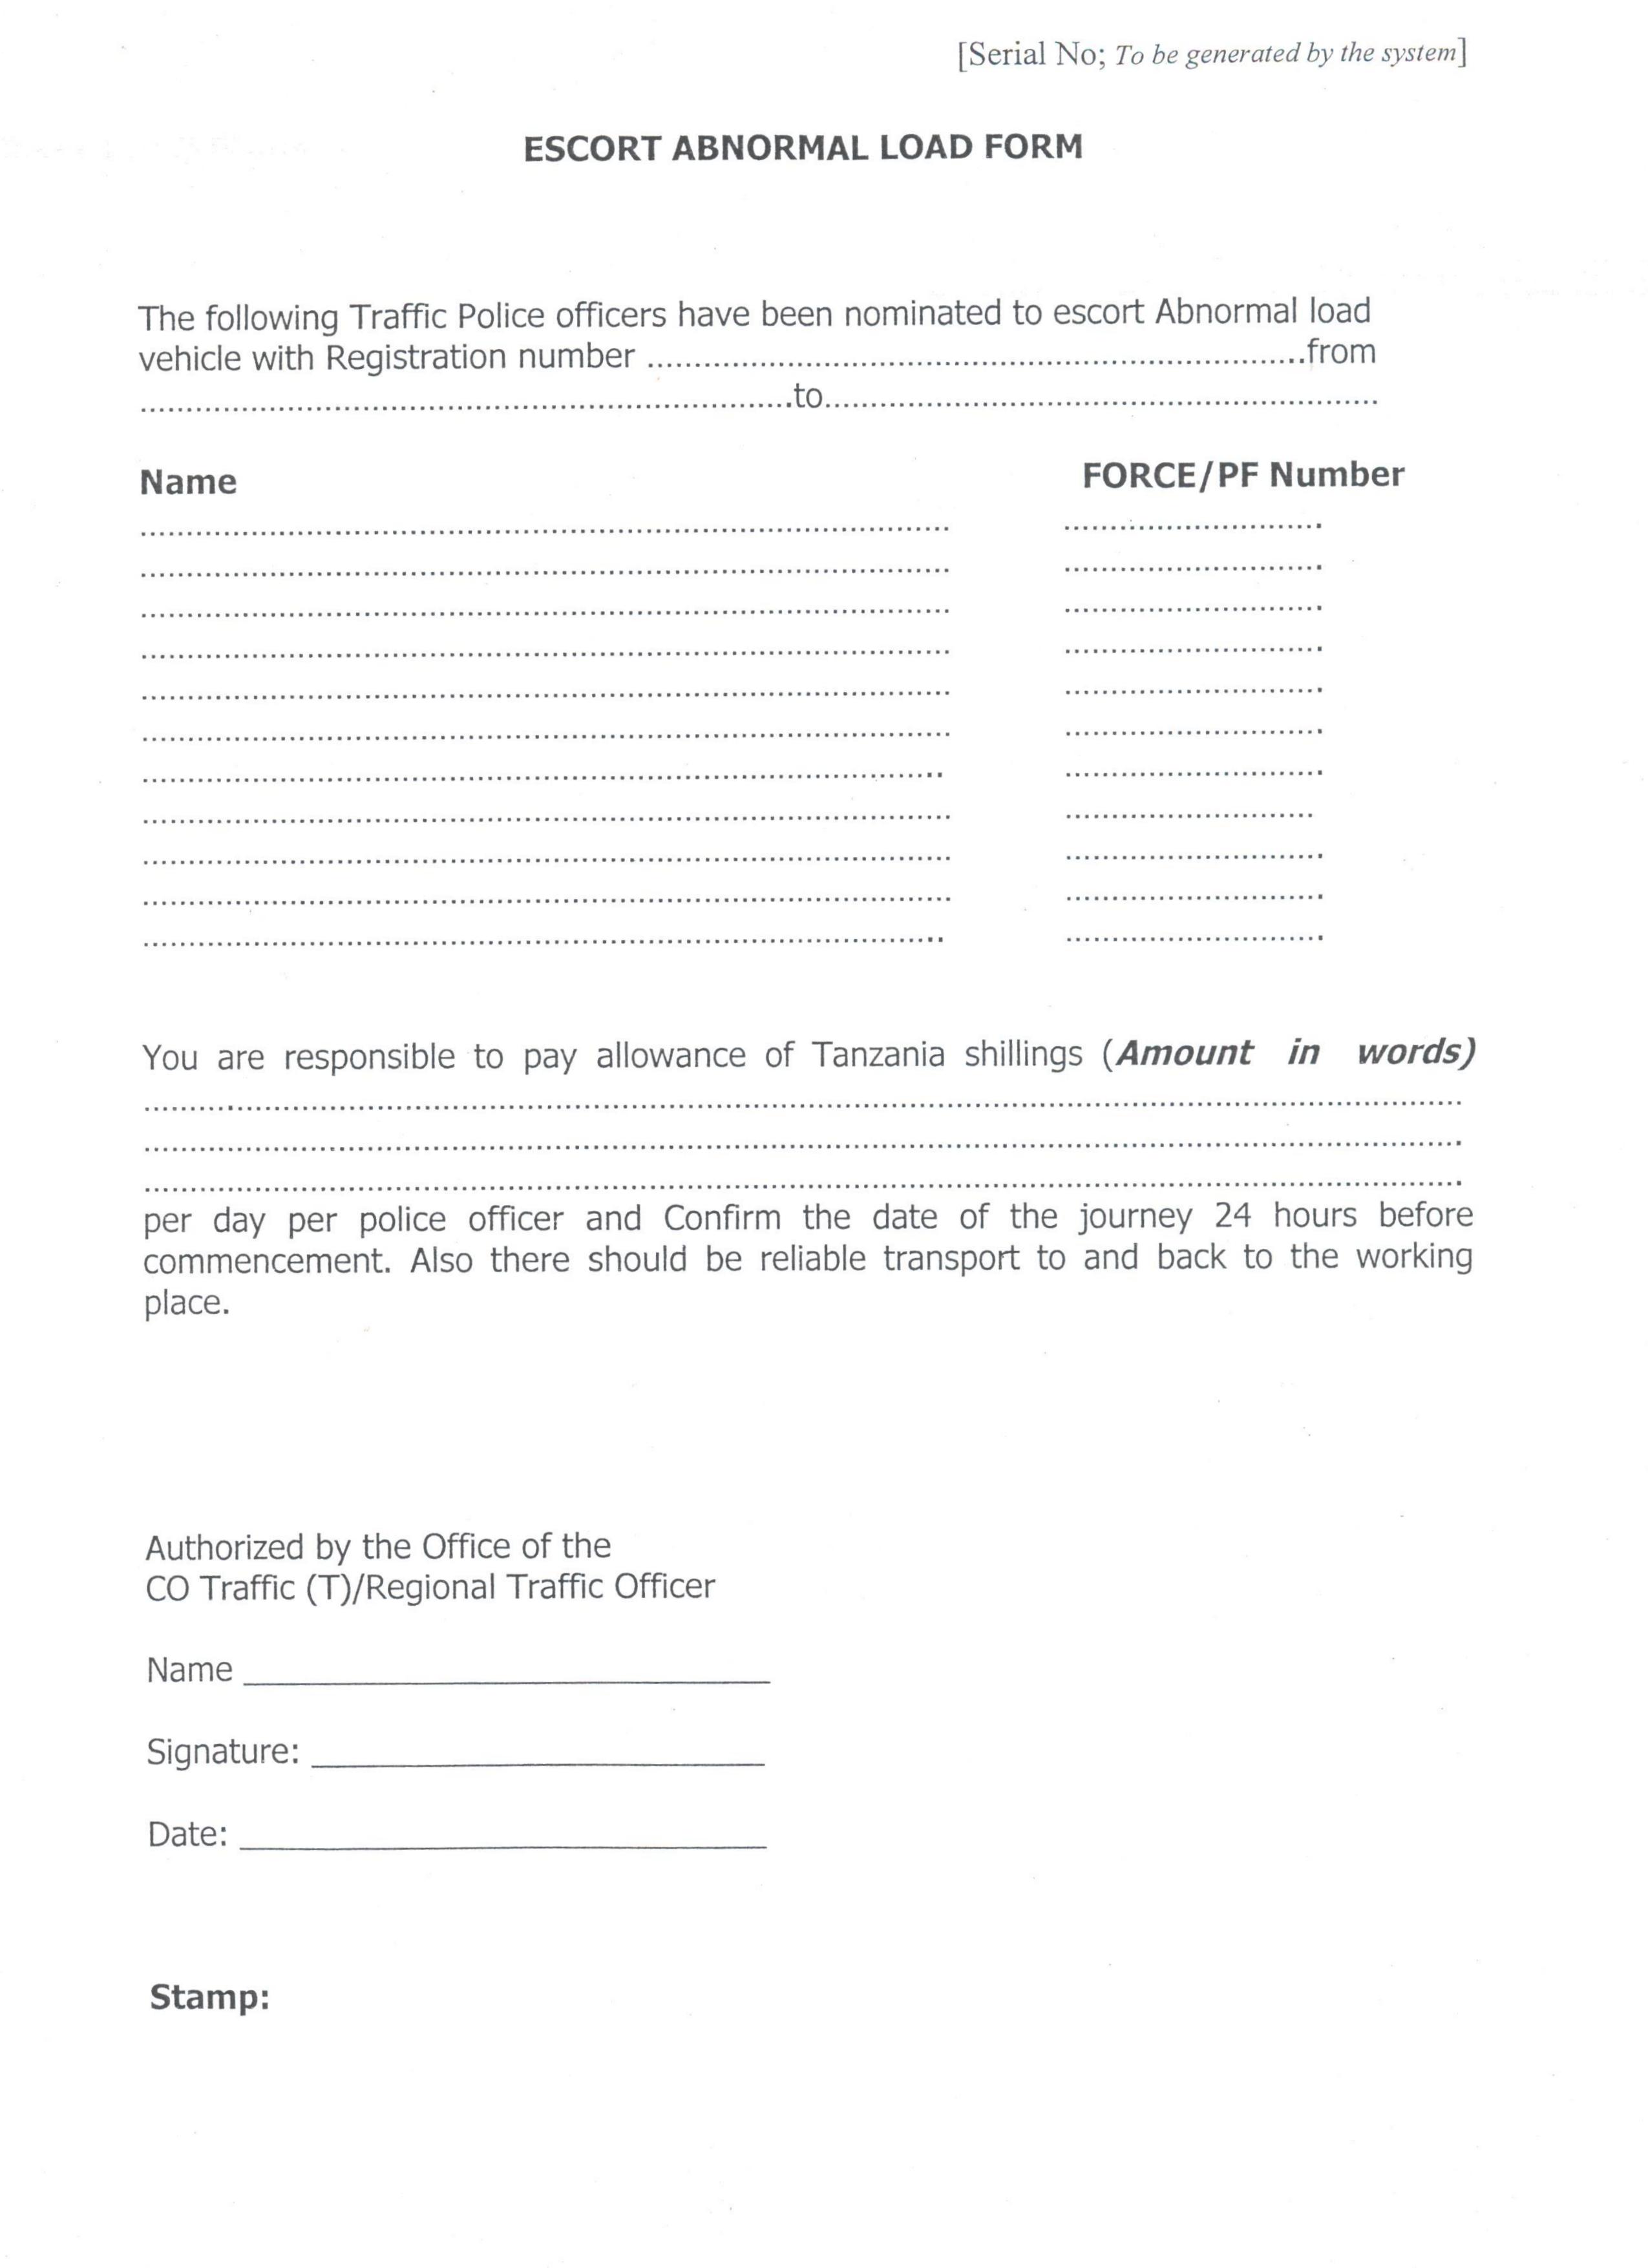 [Serial No; To be generated by the system]
ESCORT ABNORMAL LOAD FORM
The following Traffic Police officers have been nominated to escort Abnormal load
vehicle with Registration number ........................................................................from
.......................................................................to............................................................
Name FORCE/PF Number
........................................................................................ ............................
........................................................................................ ............................
........................................................................................ ............................
........................................................................................ ............................
........................................................................................ ............................
........................................................................................ ............................
....................................................................................... ............................
........................................................................................ ...........................
........................................................................................ ............................
........................................................................................ ............................
....................................................................................... ............................
You are responsible to pay allowance of Tanzania shillings (Amount in words)
................................................................................................................................................
................................................................................................................................................
................................................................................................................................................
per day per police officer and Confirm the date of the journey 24 hours before
commencement. Also there should be reliable transport to and back to the working
place.
Authorized by the Office of the
CO Traffic (T)/Regional Traffic Officer
Name ______________________________
Signature: __________________________
Date: ______________________________
Stamp: